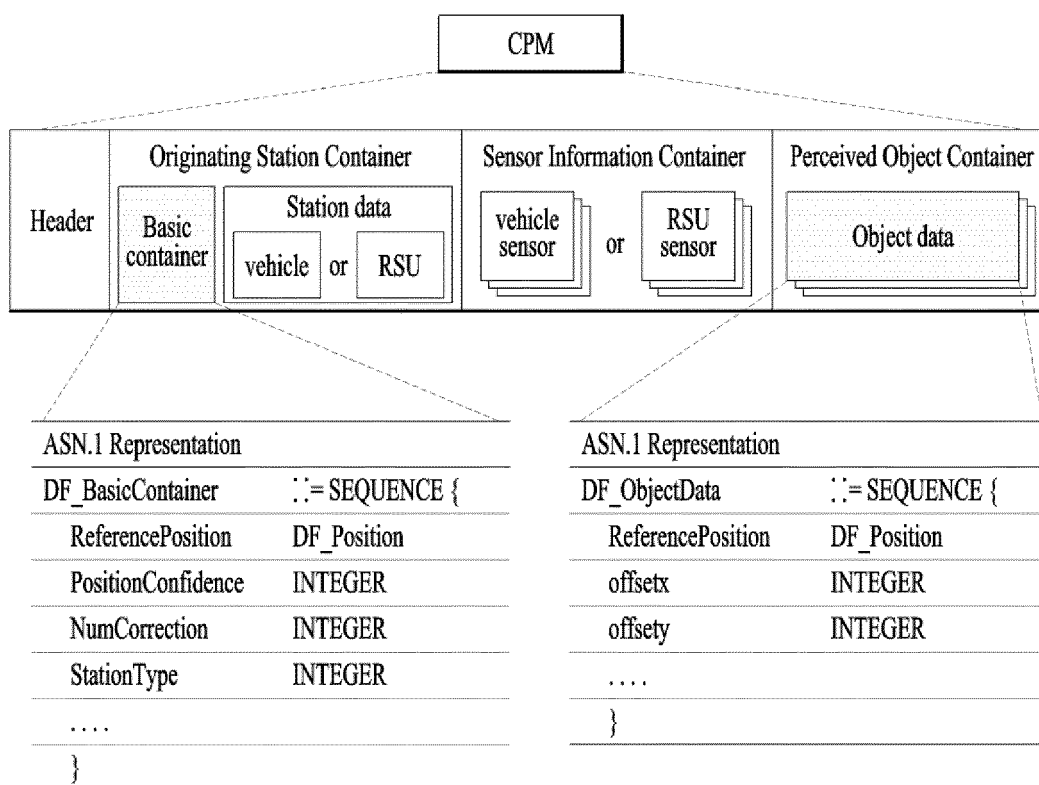 CPM
Header
Originating Station Container
Basic
container
Station data
vehicle or RSU
Sensor Information Container
vehicle
sensor
or
RSU
sensor
Perceived Object Container
Object data
ASN.1 Representation
DF_BasicContainer ::= SEQUENCE {
ReferencePosition DF_Position
PositionConfidence INTEGER
NumCorrection INTEGER
StationType INTEGER
....
}
ASN.1 Representation
DF_ObjectData ::= SEQUENCE {
ReferencePosition DF_Position
offsetx INTEGER
offsety INTEGER
....
}